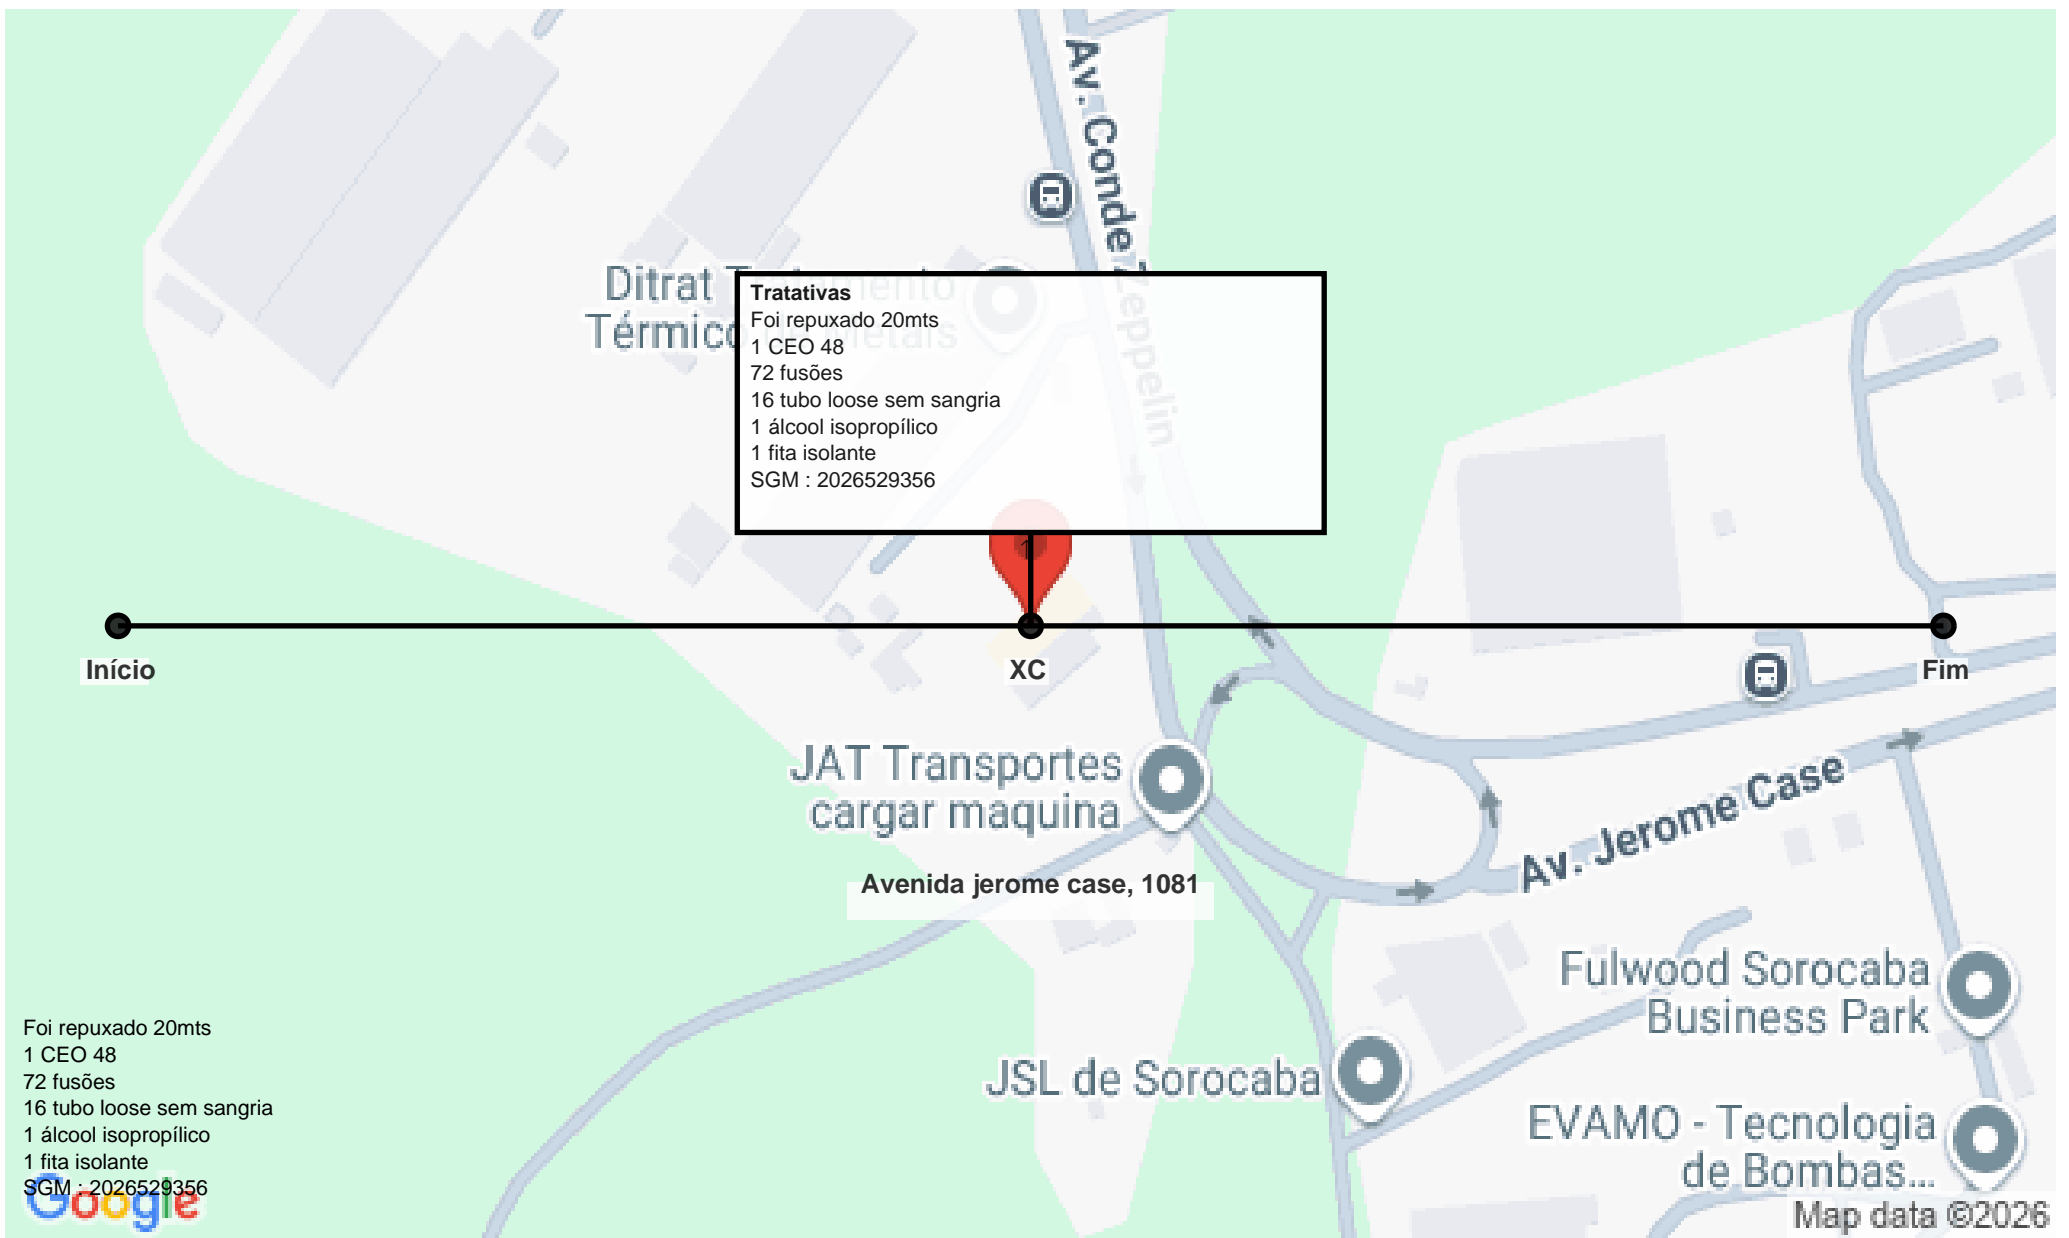 Av. Conde Zeppelin
Ditrat Tratamento
Térmico de Metais
Tratativas
Foi repuxado 20mts
1 CEO 48
72 fusões
16 tubo loose sem sangria
1 álcool isopropílico
1 fita isolante
SGM : 2026529356
1
Início
XC
Fim
JAT Transportes
cargar maquina
Av. Jerome Case
Avenida jerome case, 1081
Fulwood Sorocaba
Business Park
JSL de Sorocaba
EVAMO - Tecnologia
de Bombas...
Foi repuxado 20mts
1 CEO 48
72 fusões
16 tubo loose sem sangria
1 álcool isopropílico
1 fita isolante
SGM : 2026529356
Google
Map data ©2026